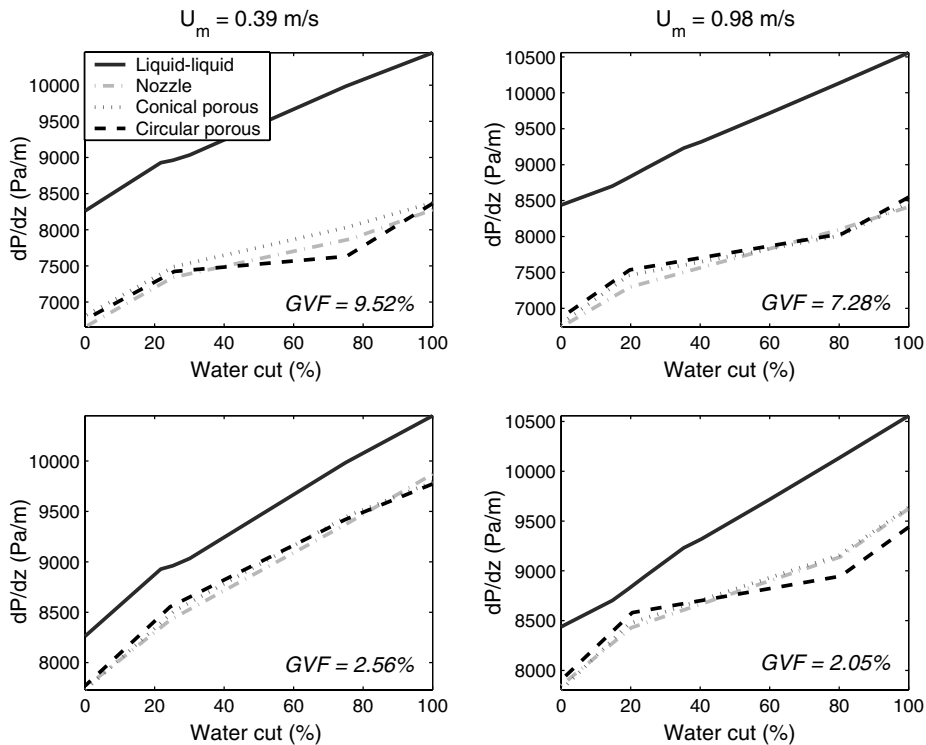 U_m = 0.39 m/s
U_m = 0.98 m/s
Liquid-liquid
Nozzle
Conical porous
Circular porous
10000
9500
9000
8500
8000
7500
7000
dP/dz (Pa/m)
0 20 40 60 80 100
Water cut (%)
GVF = 9.52%
10500
10000
9500
9000
8500
8000
7500
7000
dP/dz (Pa/m)
0 20 40 60 80 100
Water cut (%)
GVF = 7.28%
10000
9500
9000
8500
8000
dP/dz (Pa/m)
0 20 40 60 80 100
Water cut (%)
GVF = 2.56%
10500
10000
9500
9000
8500
8000
dP/dz (Pa/m)
0 20 40 60 80 100
Water cut (%)
GVF = 2.05%